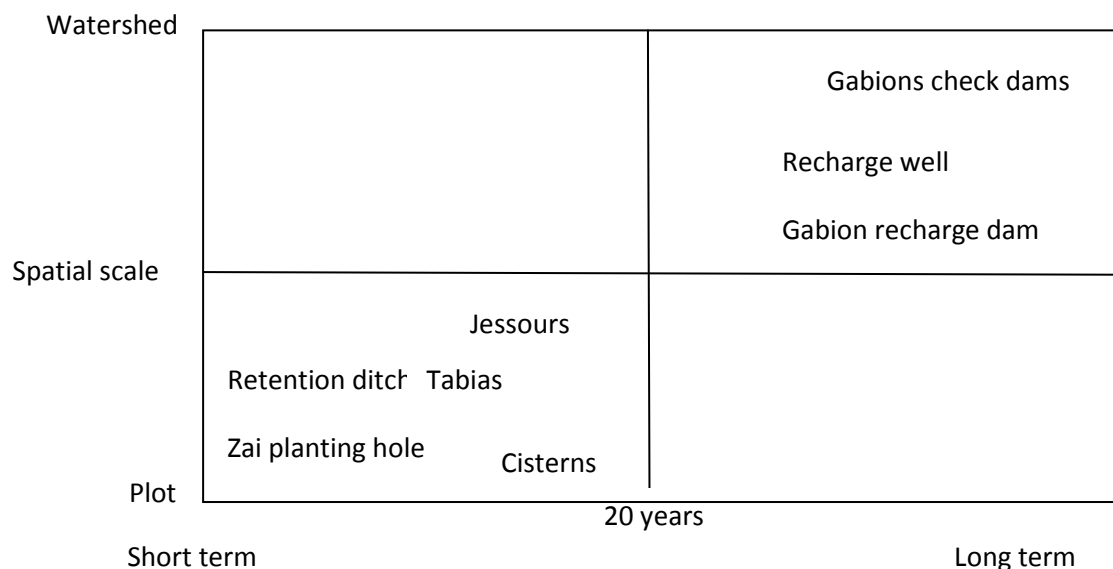 Watershed
Gabions check dams
Recharge well
Gabion recharge dam
Spatial scale
Jessours
Retention ditch Tabias
Zai planting hole
Cisterns
Plot
20 years
Short term Long term